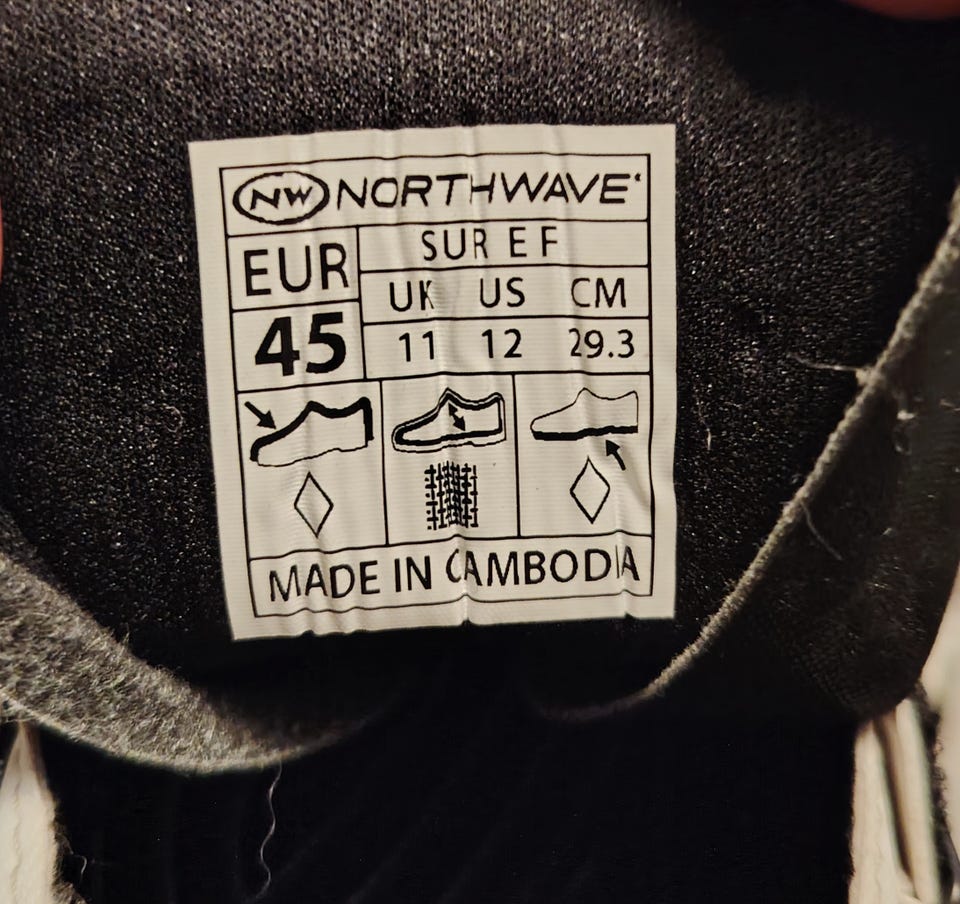 NW NORTHWAVE
EUR SUR E F
UK US CM
45 11 12 29.3
MADE IN CAMBODIA